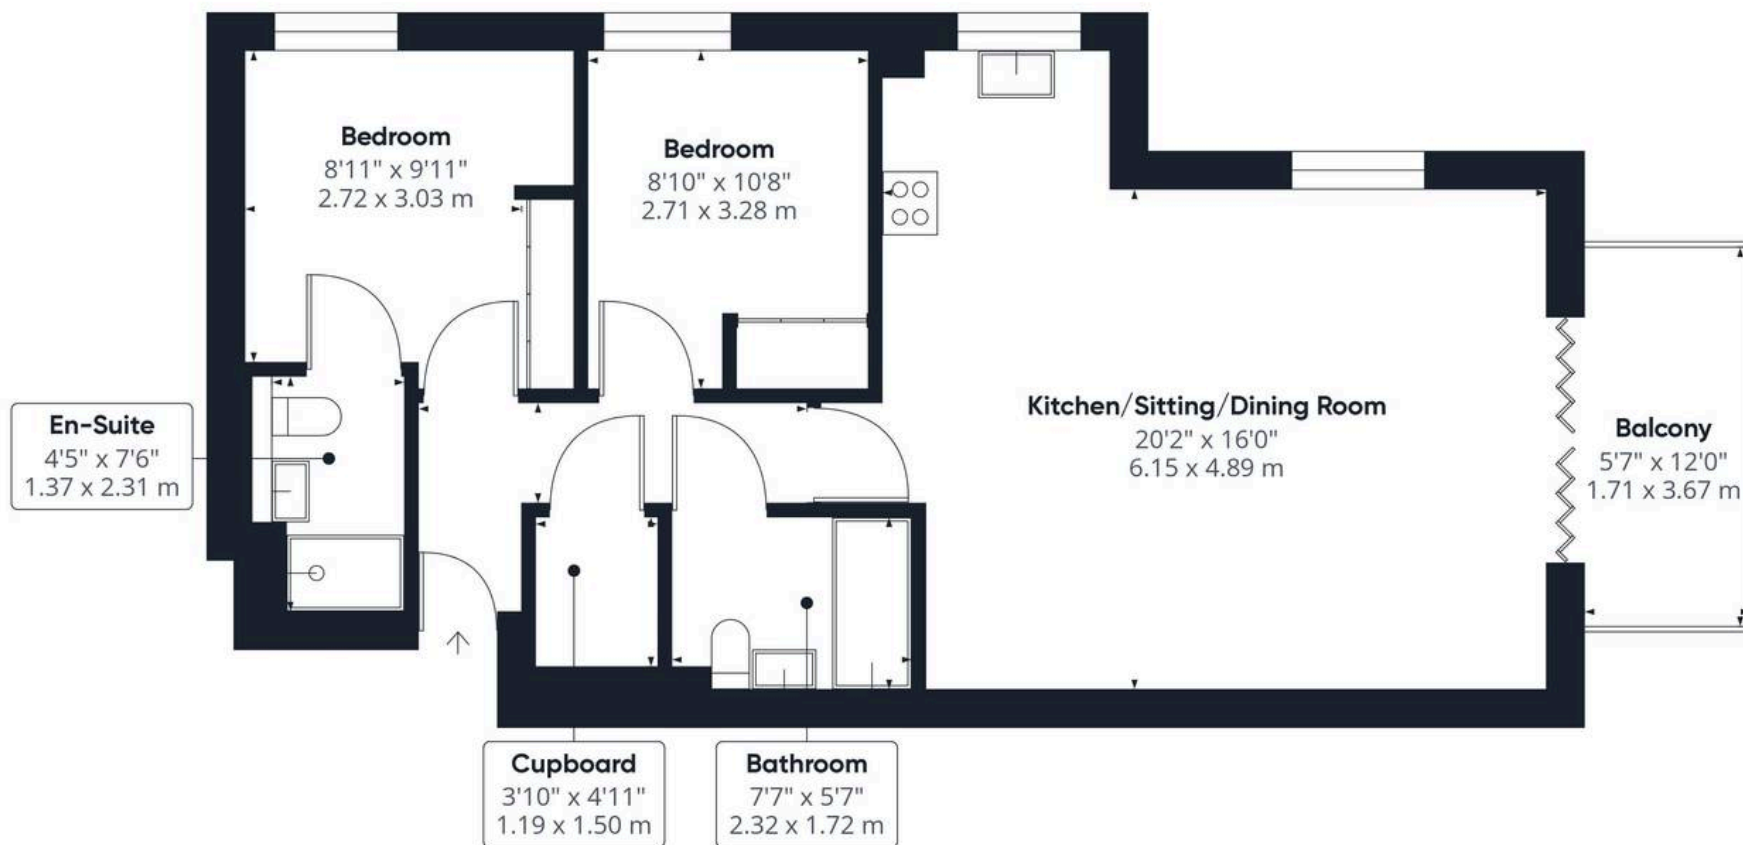 Bedroom
8'11" x 9'11"
2.72 x 3.03 m
Bedroom
8'10" x 10'8"
2.71 x 3.28 m
En-Suite
4'5" x 7'6"
1.37 x 2.31 m
Kitchen/Sitting/Dining Room
20'2" x 16'0"
6.15 x 4.89 m
Balcony
5'7" x 12'0"
1.71 x 3.67 m
Cupboard
3'10" x 4'11"
1.19 x 1.50 m
Bathroom
7'7" x 5'7"
2.32 x 1.72 m